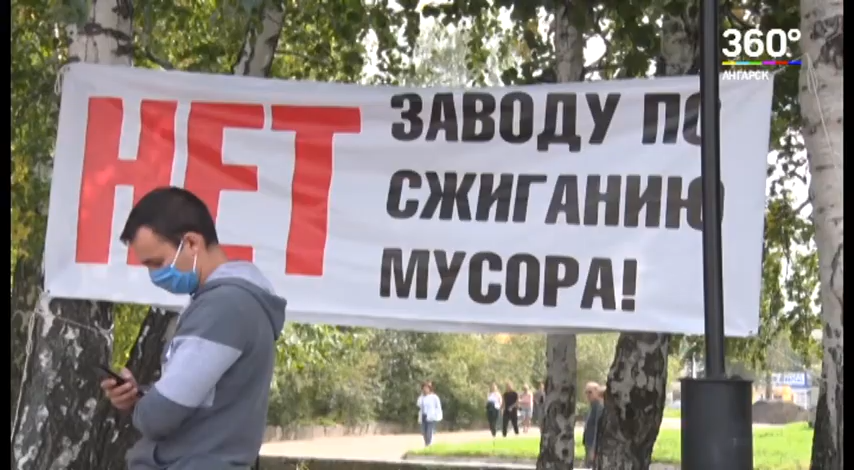 360°
АНГАРСК
НЕТ
ЗАВОДУ ПО
СЖИГАНИЮ
МУСОРА!